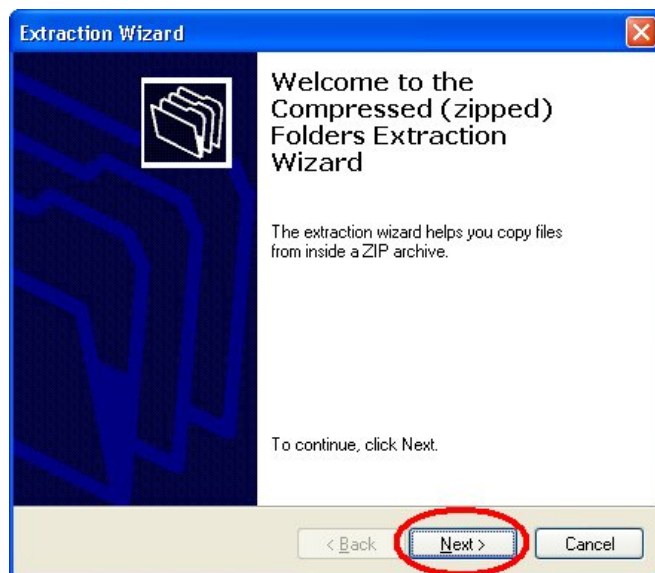 Extraction Wizard
Welcome to the
Compressed (zipped)
Folders Extraction
Wizard
The extraction wizard helps you copy files
from inside a ZIP archive.
To continue, click Next.
< Back Next > Cancel